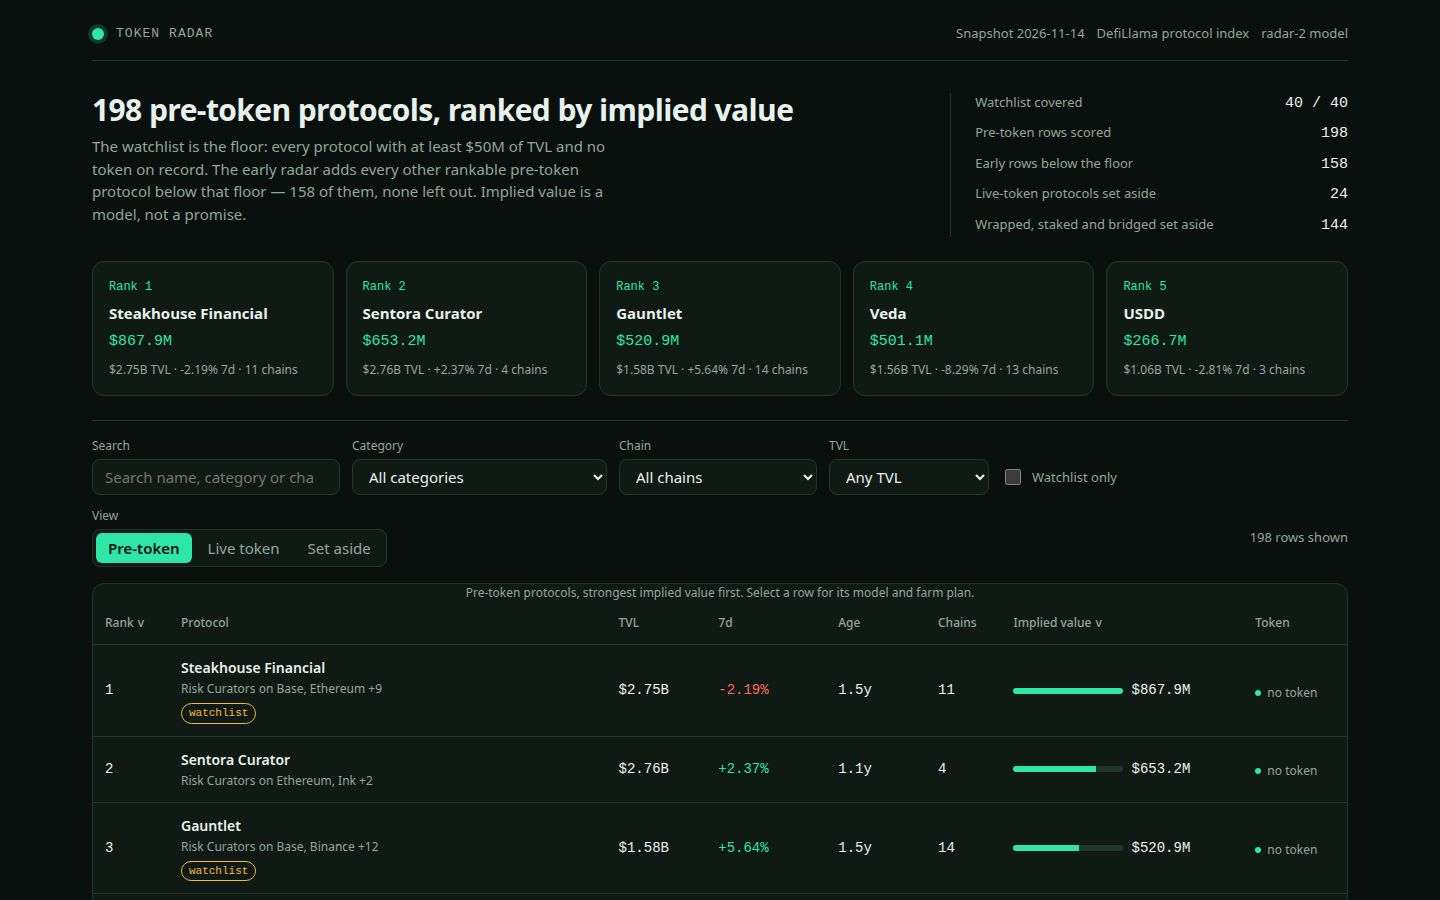 TOKEN RADAR
Snapshot 2026-11-14 DefiLlama protocol index radar-2 model
198 pre-token protocols, ranked by implied value
The watchlist is the floor: every protocol with at least $50M of TVL and no
token on record. The early radar adds every other rankable pre-token
protocol below that floor — 158 of them, none left out. Implied value is a
model, not a promise.
Watchlist covered 40 / 40
Pre-token rows scored 198
Early rows below the floor 158
Live-token protocols set aside 24
Wrapped, staked and bridged set aside 144
Rank 1
Steakhouse Financial
$867.9M
$2.75B TVL · -2.19% 7d · 11 chains
Rank 2
Sentora Curator
$653.2M
$2.76B TVL · +2.37% 7d · 4 chains
Rank 3
Gauntlet
$520.9M
$1.58B TVL · +5.64% 7d · 14 chains
Rank 4
Veda
$501.1M
$1.56B TVL · -8.29% 7d · 13 chains
Rank 5
USDD
$266.7M
$1.06B TVL · -2.81% 7d · 3 chains
Search Category Chain TVL
Search name, category or cha All categories All chains Any TVL Watchlist only
View
Pre-token Live token Set aside 198 rows shown
Pre-token protocols, strongest implied value first. Select a row for its model and farm plan.
Rank v Protocol TVL 7d Age Chains Implied value v Token
Steakhouse Financial
1 Risk Curators on Base, Ethereum +9 $2.75B -2.19% 1.5y 11 $867.9M no token
watchlist
Sentora Curator
2 Risk Curators on Ethereum, Ink +2 $2.76B +2.37% 1.1y 4 $653.2M no token
Gauntlet
3 Risk Curators on Base, Binance +12 $1.58B +5.64% 1.5y 14 $520.9M no token
watchlist